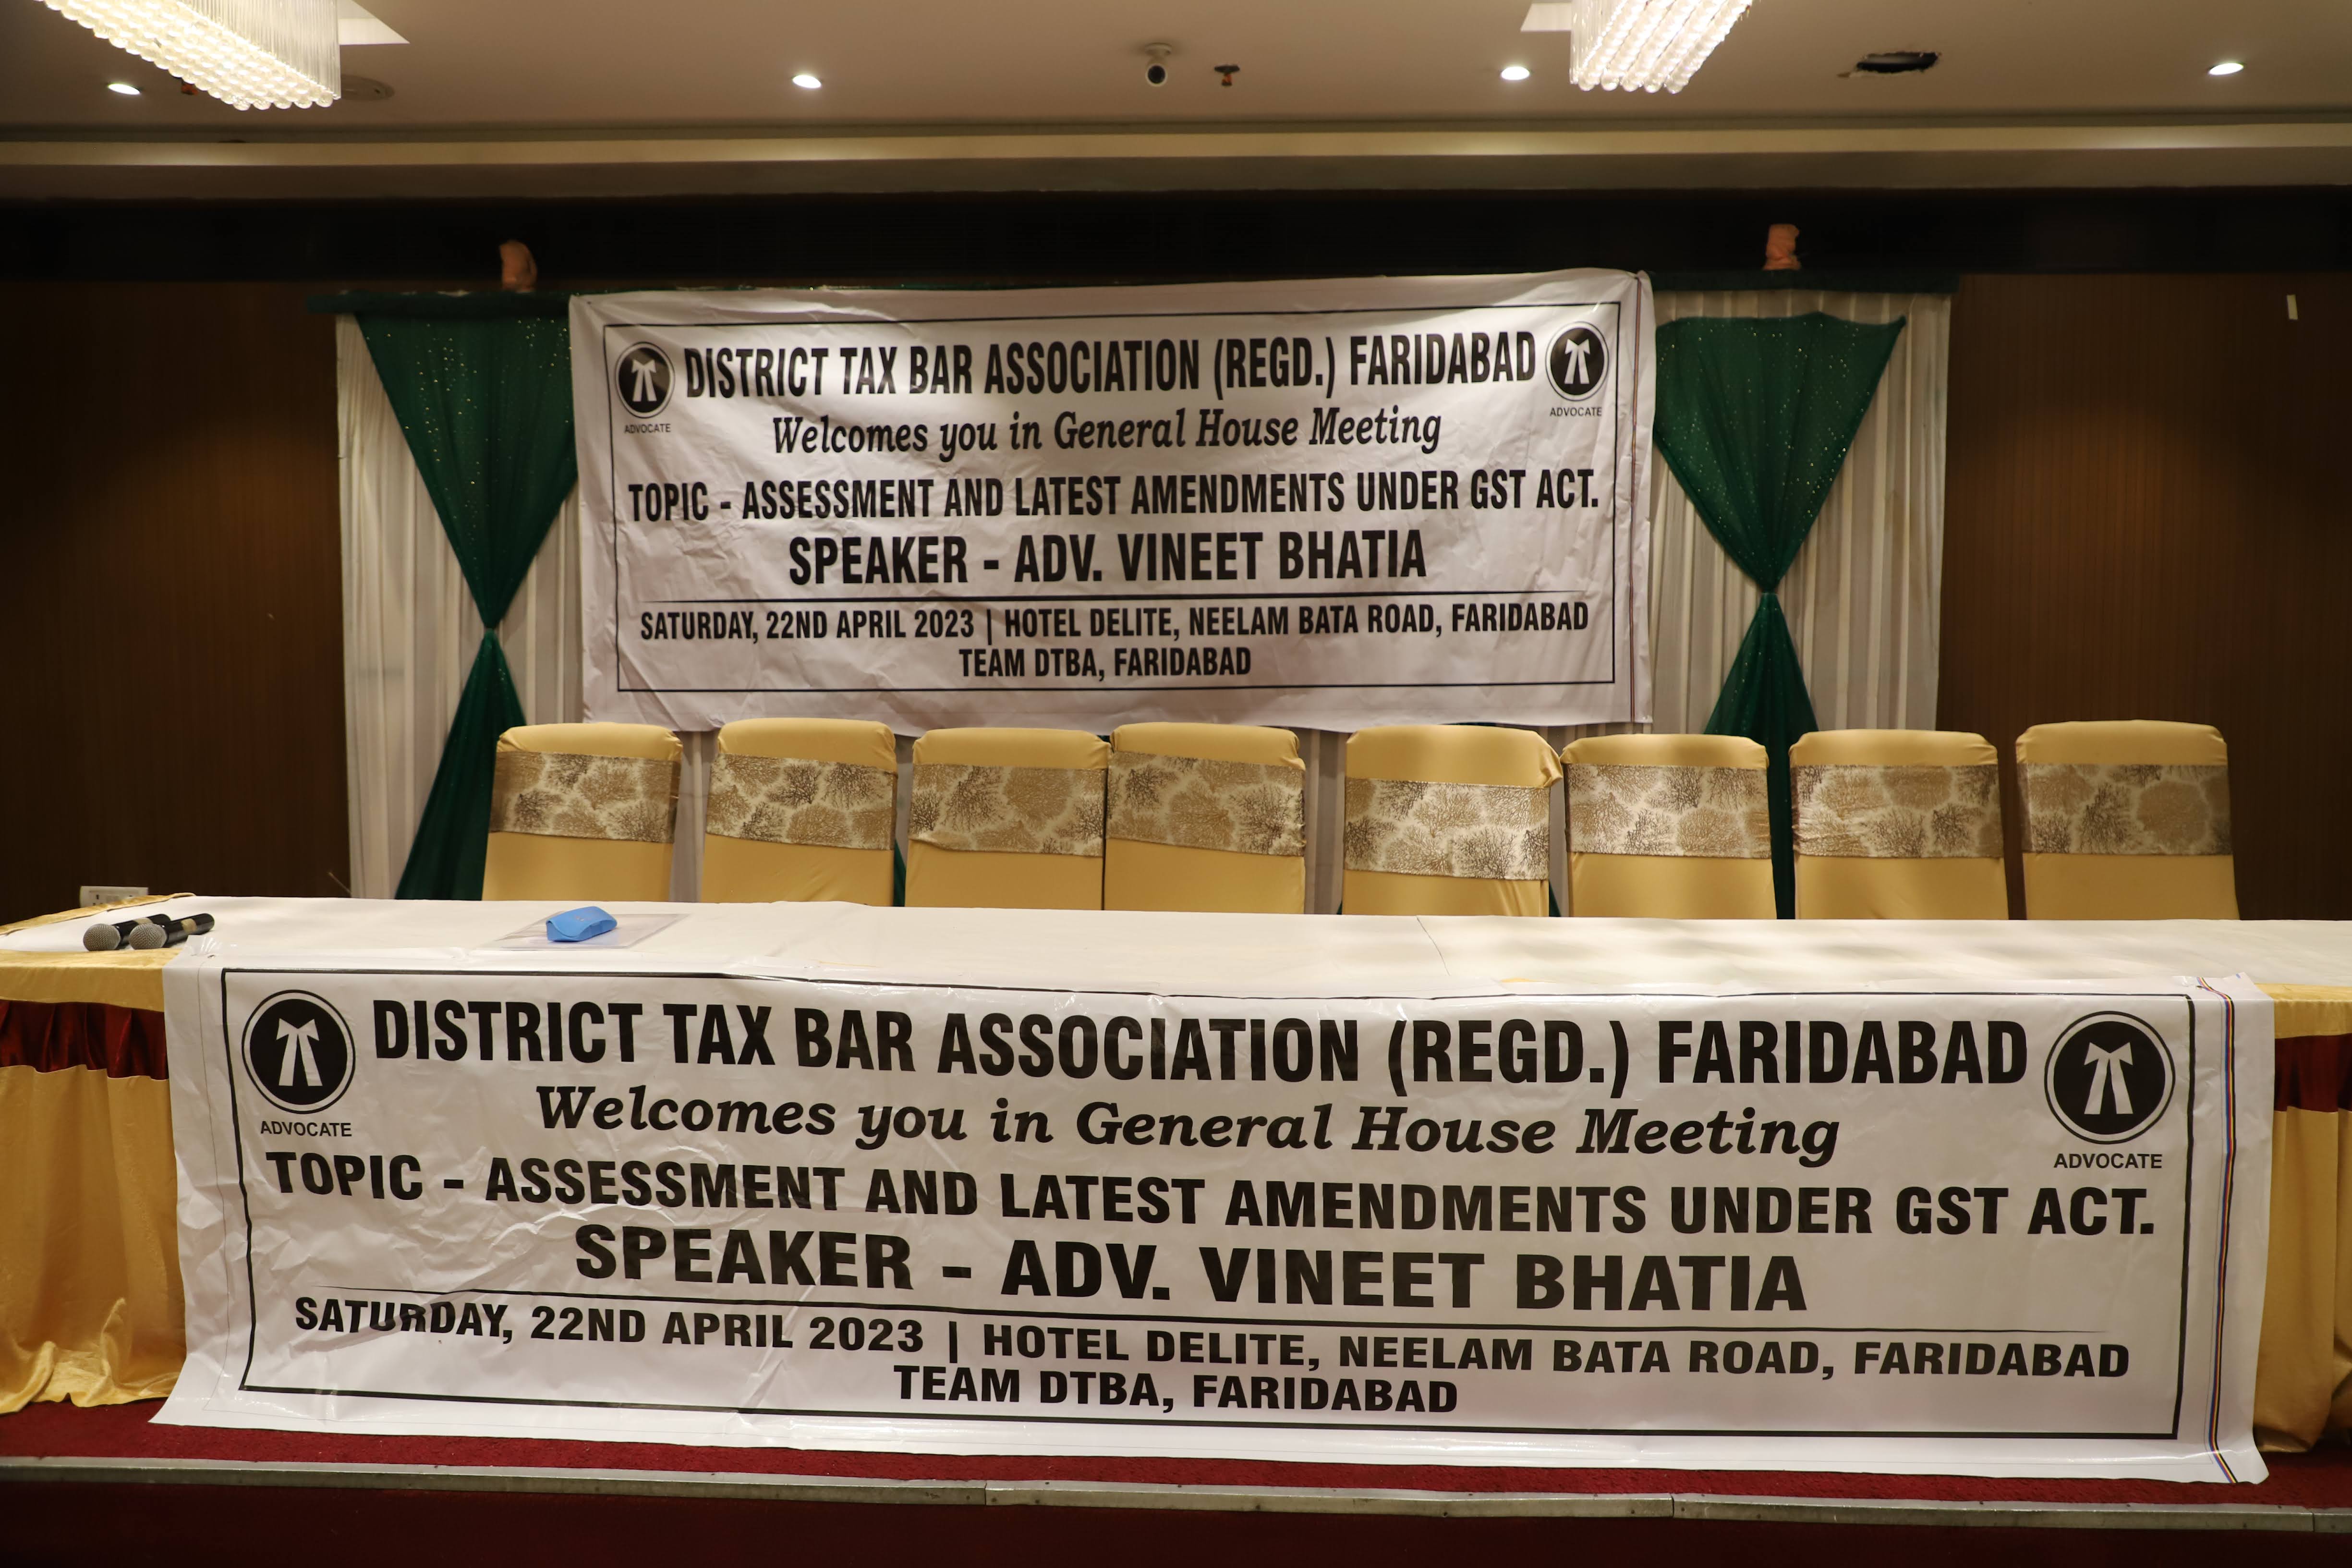 DISTRICT TAX BAR ASSOCIATION (REGD.) FARIDABAD
ADVOCATE
ADVOCATE
Welcomes you in General House Meeting
TOPIC - ASSESSMENT AND LATEST AMENDMENTS UNDER GST ACT.
SPEAKER - ADV. VINEET BHATIA
SATURDAY, 22ND APRIL 2023 | HOTEL DELITE, NEELAM BATA ROAD, FARIDABAD
TEAM DTBA, FARIDABAD
DISTRICT TAX BAR ASSOCIATION (REGD.) FARIDABAD
ADVOCATE
ADVOCATE
Welcomes you in General House Meeting
TOPIC - ASSESSMENT AND LATEST AMENDMENTS UNDER GST ACT.
SPEAKER - ADV. VINEET BHATIA
SATURDAY, 22ND APRIL 2023 | HOTEL DELITE, NEELAM BATA ROAD, FARIDABAD
TEAM DTBA, FARIDABAD